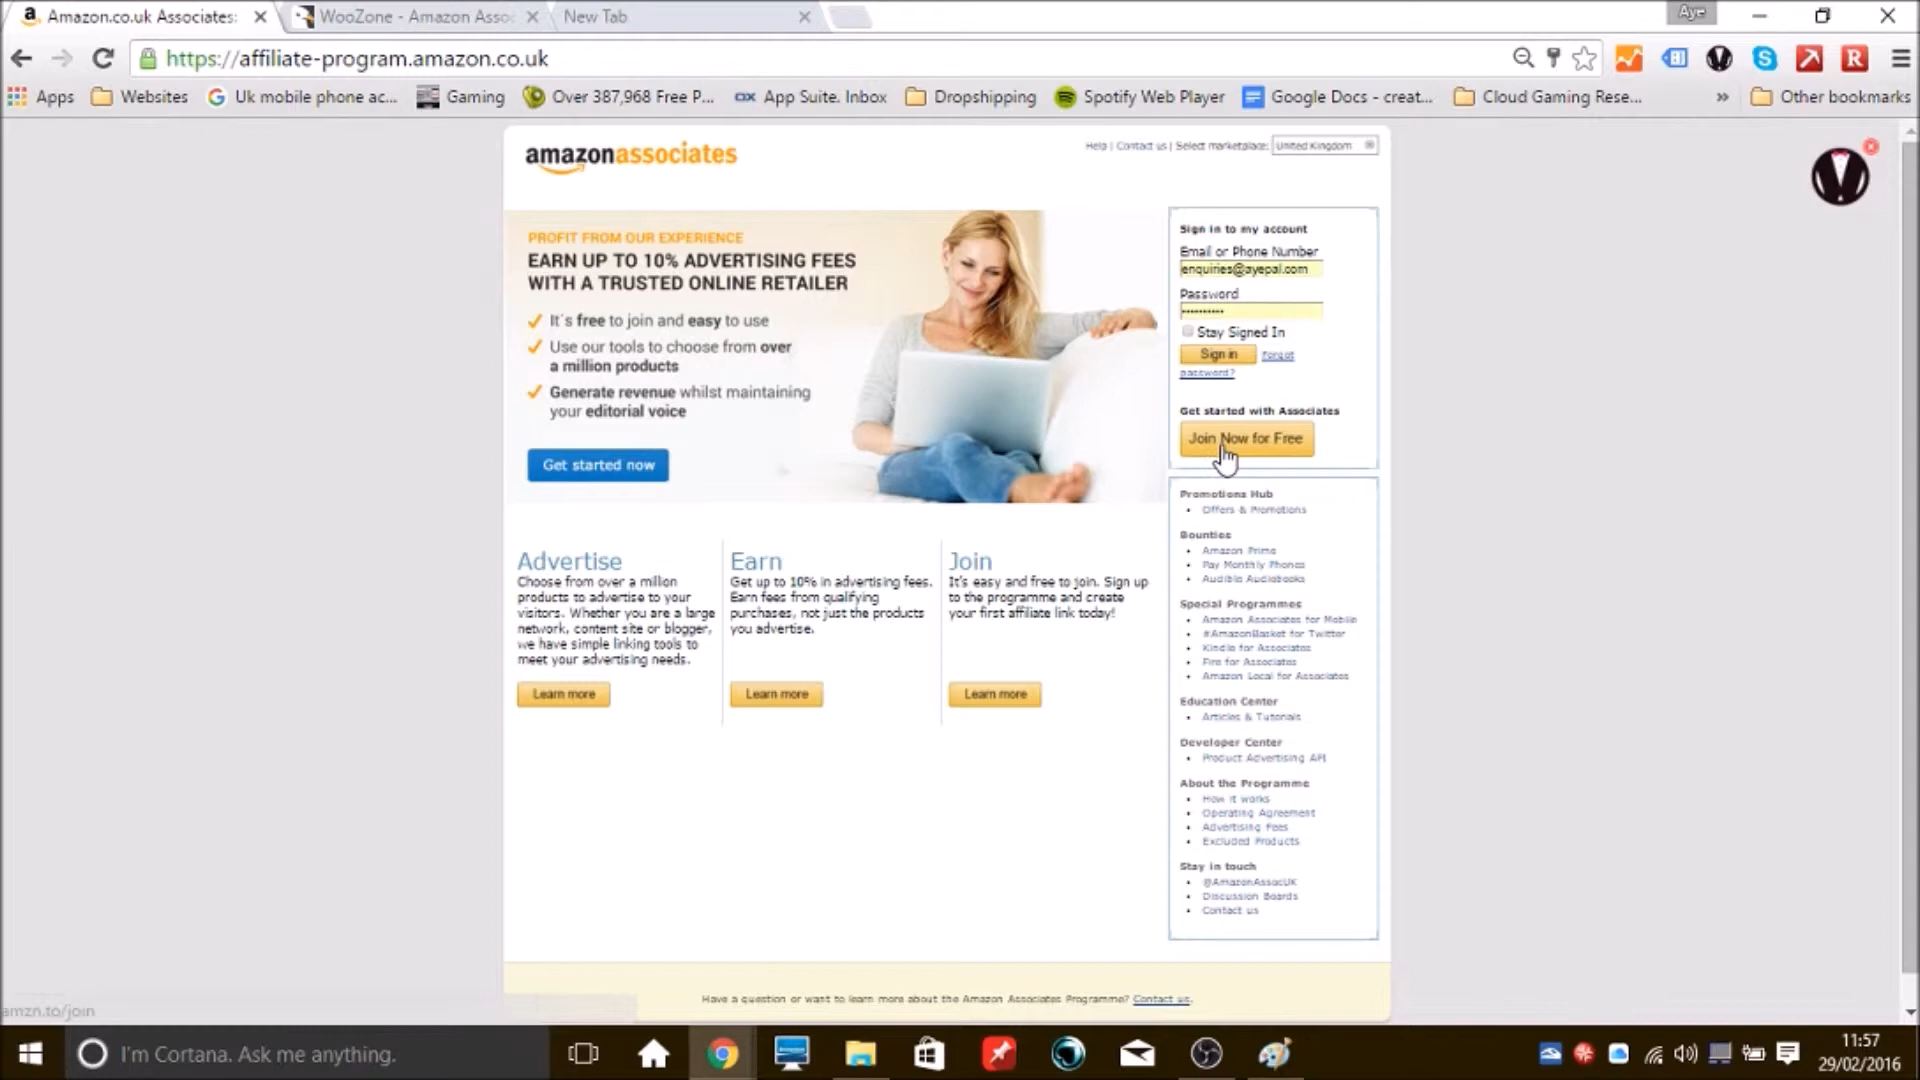 Amazon.co.uk Associates:
WooZone - Amazon Asso
New Tab
Aye
https://affiliate-program.amazon.co.uk
Apps
Websites
Uk mobile phone ac...
Gaming
Over 387,968 Free P...
App Suite. Inbox
Dropshipping
Spotify Web Player
Google Docs - creat...
Cloud Gaming Rese...
»
Other bookmarks
amazonassociates
Help | Contact us | Select marketplace: United Kingdom
PROFIT FROM OUR EXPERIENCE
EARN UP TO 10% ADVERTISING FEES
WITH A TRUSTED ONLINE RETAILER
It's free to join and easy to use
Use our tools to choose from over
a million products
Generate revenue whilst maintaining
your editorial voice
Get started now
Sign in to my account
Email or Phone Number
enquiries@ayepal.com
Password
Stay Signed In
Sign in
Forgot
password?
Get started with Associates
Join Now for Free
Advertise
Choose from over a million
products to advertise to your
visitors. Whether you are a large
network, content site or blogger,
we have simple linking tools to
meet your advertising needs.
Learn more
Earn
Get up to 10% in advertising fees.
Earn fees from qualifying
purchases, not just the products
you advertise.
Learn more
Join
It's easy and free to join. Sign up
to the programme and create
your first affiliate link today!
Learn more
Promotions Hub
Offers & Promotions
Bounties
Amazon Prime
Pay Monthly Phones
Audible Audiobooks
Special Programmes
Amazon Associates for Mobile
#AmazonBasket for Twitter
Kindle for Associates
Fire for Associates
Amazon Local for Associates
Education Center
Articles & Tutorials
Developer Center
Product Advertising API
About the Programme
How it works
Operating Agreement
Advertising Fees
Excluded Products
Stay in touch
@AmazonAssocUK
Discussion Boards
Contact us
Have a question or want to learn more about the Amazon Associates Programme? Contact us.
amzn.to/join
I'm Cortana. Ask me anything.
11:57
29/02/2016